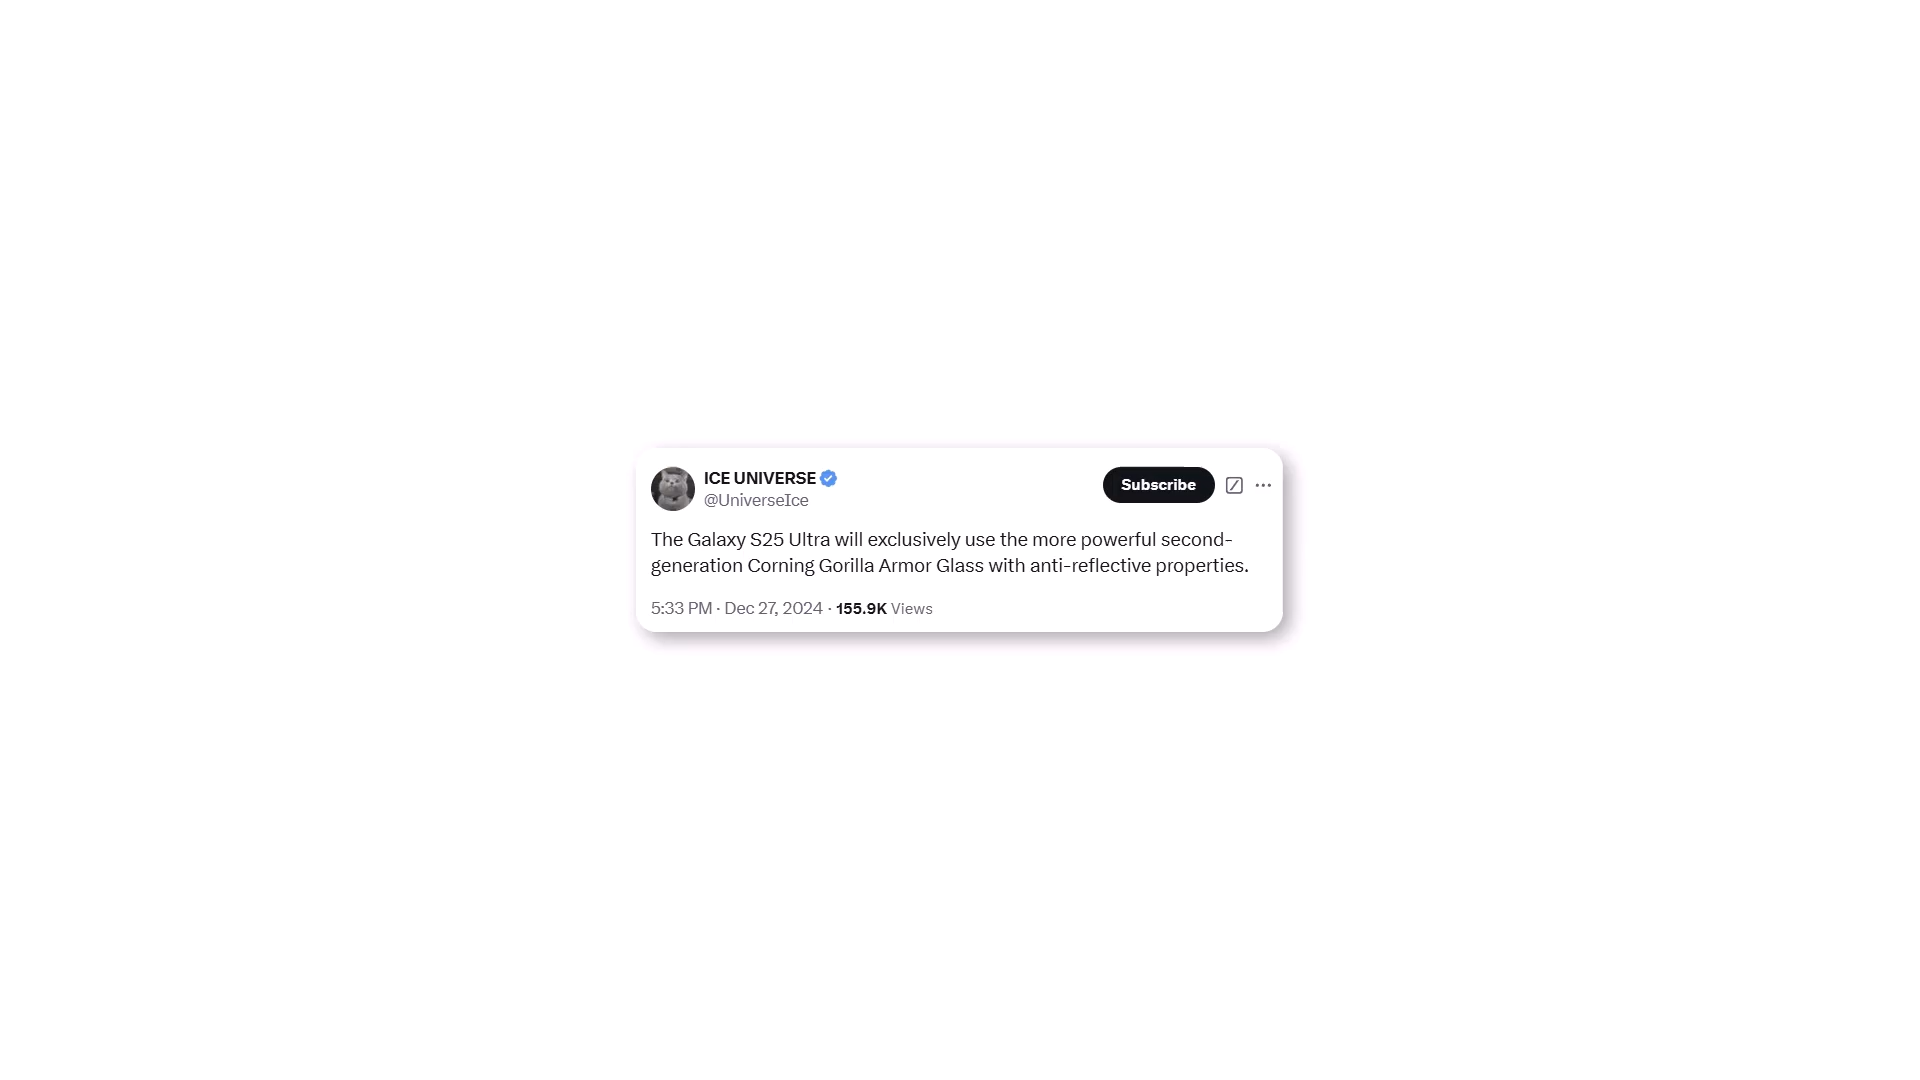 ICE UNIVERSE
@UniverseIce
Subscribe
The Galaxy S25 Ultra will exclusively use the more powerful second-
generation Corning Gorilla Armor Glass with anti-reflective properties.
5:33 PM · Dec 27, 2024 · 155.9K Views